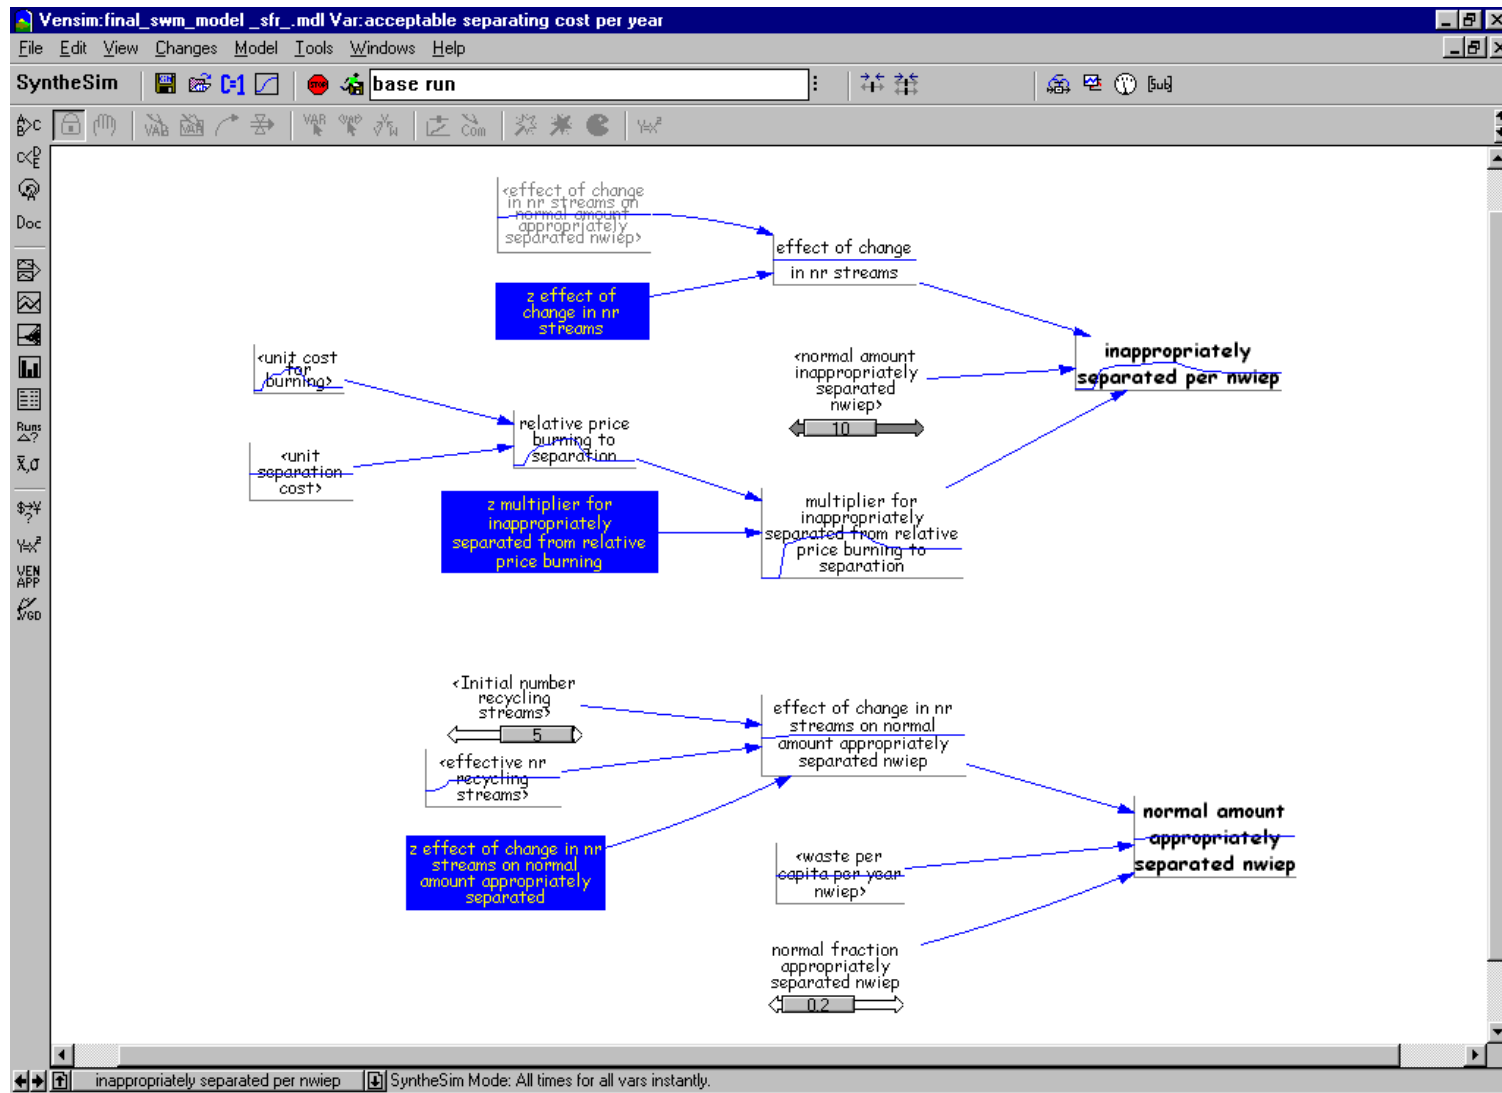 Vensim:final_swm_model _sfr_.mdl Var:acceptable separating cost per year
File Edit View Changes Model Tools Windows Help
SyntheSim
base run
Doc
Runs
VEN
APP
<effect of change
in nr streams on
normal amount
appropriately
separated nwiep>
effect of change
in nr streams
z effect of
change in nr
streams
<unit cost
for
burning>
<normal amount
inappropriately
separated
nwiep>
10
inappropriately
separated per nwiep
relative price
burning to
separation
<unit
separation
cost>
z multiplier for
inappropriately
separated from relative
price burning
multiplier for
inappropriately
separated from relative
price burning to
separation
<Initial number
recycling
streams>
5
<effective nr
recycling
streams>
effect of change in nr
streams on normal
amount appropriately
separated nwiep
z effect of change in nr
streams on normal
amount appropriately
separated
<waste per
capita per year
nwiep>
normal amount
appropriately
separated nwiep
normal fraction
appropriately
separated nwiep
0.2
inappropriately separated per nwiep
SyntheSim Mode: All times for all vars instantly.